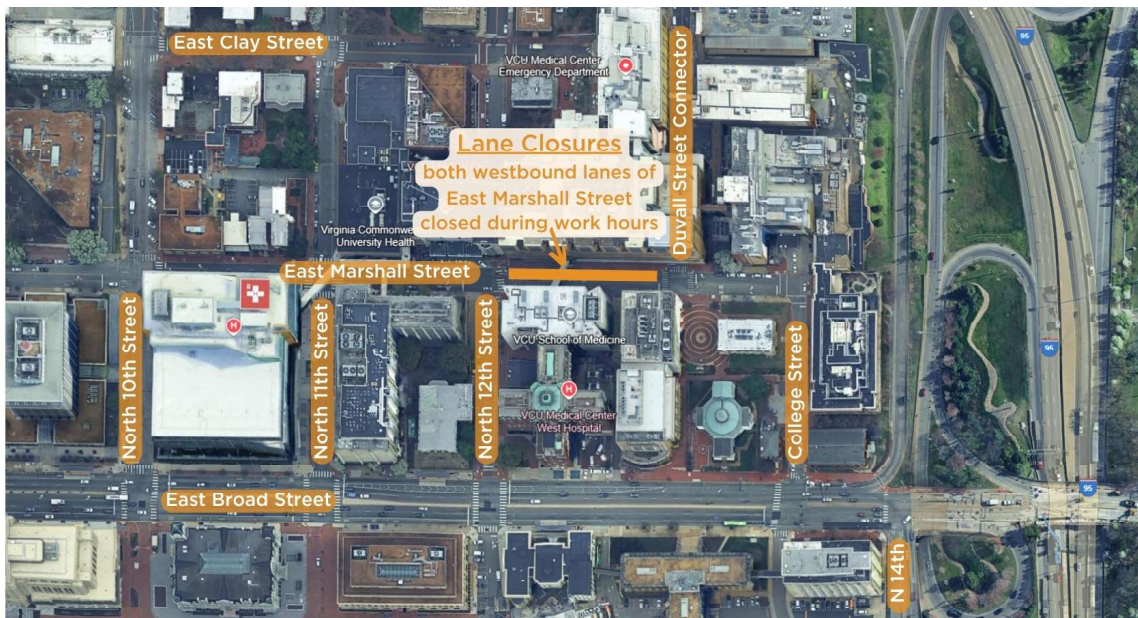 East Clay Street
VCU Medical Center
Emergency Department
95
Duvall Street Connector
Lane Closures
both westbound lanes of
East Marshall Street
closed during work hours
Virginia Commonwe
University Health
East Marshall Street
North 10th Street
H
North 11th Street
North 12th Street
VCU School of Medicine
College Street
95
H
VCU Medical Center
West Hospital
East Broad Street
95
N 14th